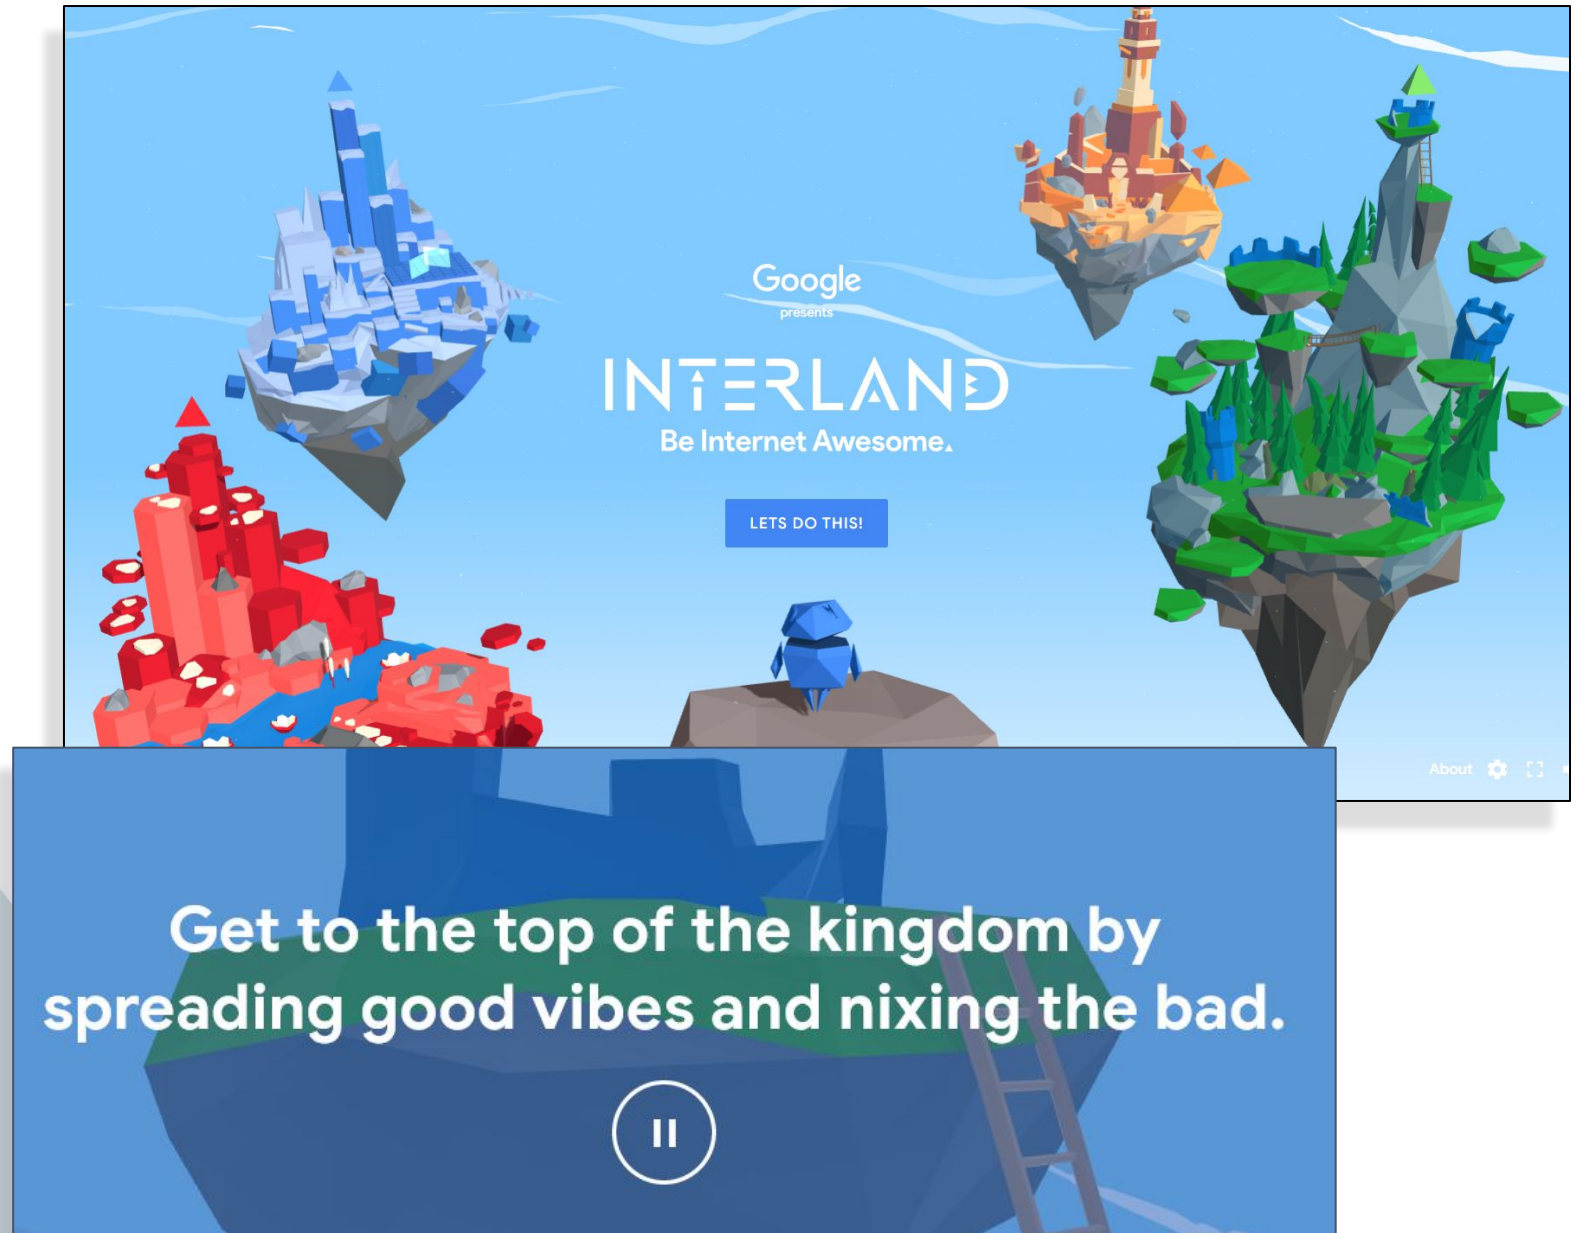 Google
presents
INTERLAND
Be Internet Awesome.
LETS DO THIS!
About
Get to the top of the kingdom by
spreading good vibes and nixing the bad.